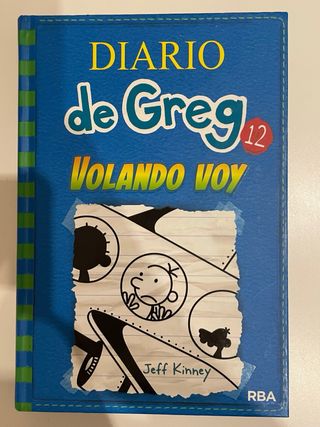 DIARIO
de Greg 12
VOLANDO VOY
Jeff Kinney
RBA